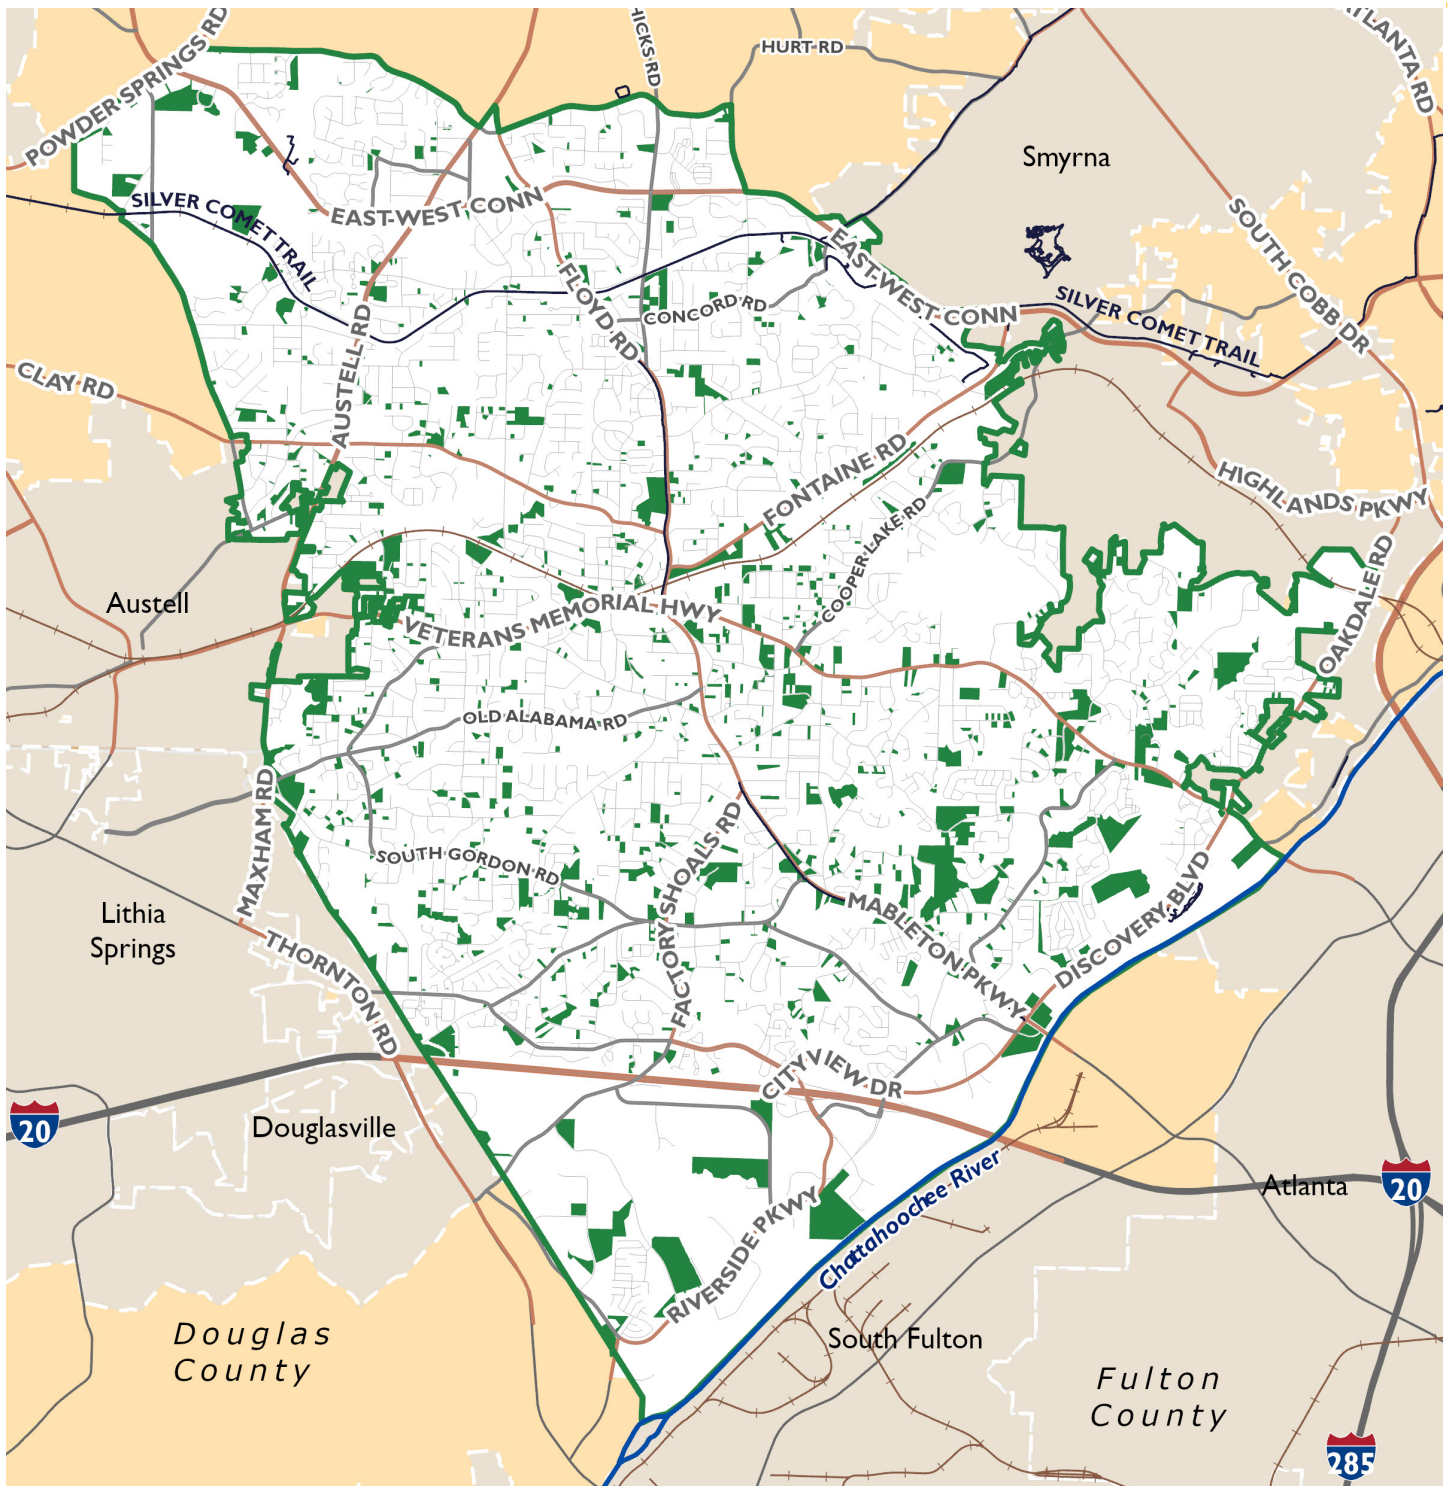 POWDER SPRINGS RD
HICKS RD
HURT RD
ATLANTA RD
Smyrna
SILVER COMET TRAIL
EAST-WEST CONN
EAST-WEST CONN
SOUTH COBB DR
FLOYD RD
CONCORD RD
SILVER COMET TRAIL
CLAY RD
AUSTELL RD
FONTAINE RD
HIGHLANDS PKWY
COOPER LAKE RD
OAKDALE RD
Austell
VETERANS MEMORIAL HWY
OLD ALABAMA RD
MAXHAM RD
SOUTH GORDON RD
FACTORY SHOALS RD
MABLETON PKWY
DISCOVERY BLVD
Lithia
Springs
THORNTON RD
CITYVIEW DR
20
Douglasville
Atlanta
20
Chattahoochee River
RIVERSIDE PKWY
South Fulton
Douglas
County
Fulton
County
285